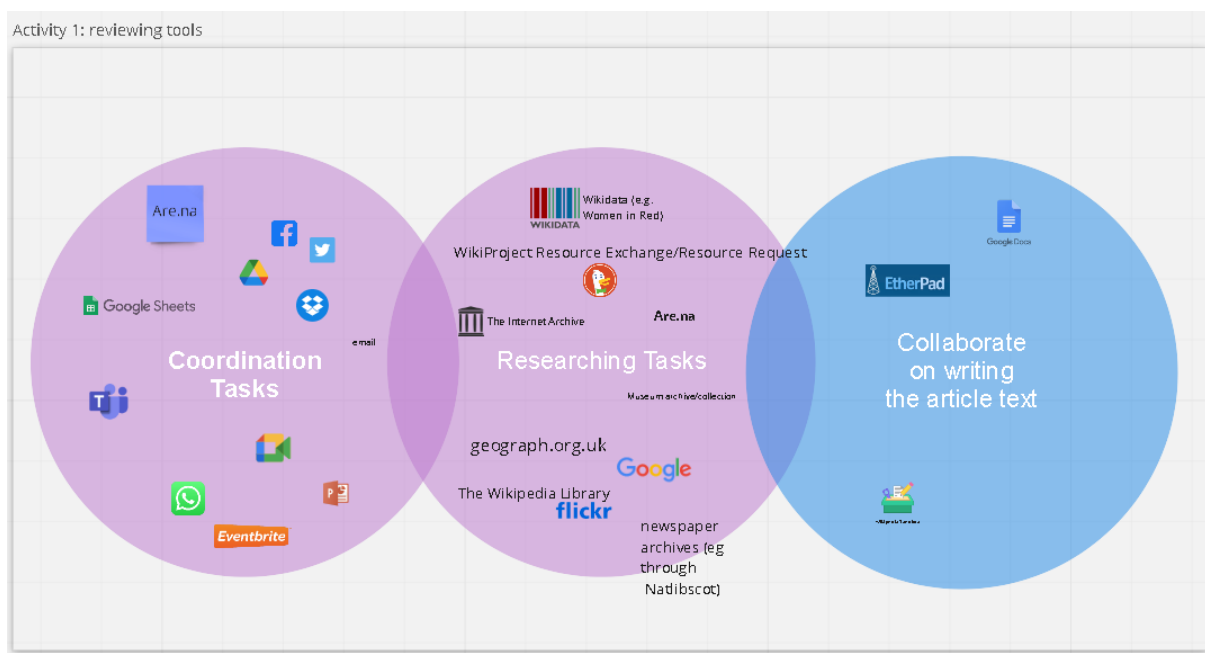 Activity 1: reviewing tools
Are.na
Google Sheets
email
Coordination
Tasks
T
P
Eventbrite
WIKIDATA
Wikidata (e.g.
Women in Red)
WikiProject Resource Exchange/Resource Request
The Internet Archive
Are.na
Researching Tasks
Museum archive/collection
geograph.org.uk
Google
The Wikipedia Library
flickr
newspaper
archives (eg
through
Natlibscot)
Google Docs
EtherPad
Collaborate
on writing
the article text